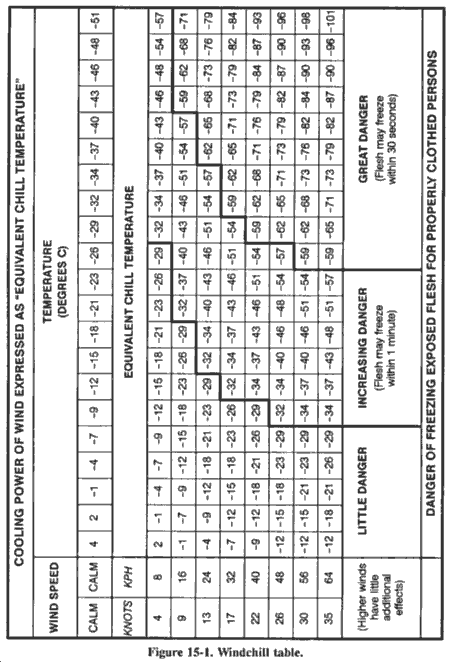 COOLING POWER OF WIND EXPRESSED AS "EQUIVALENT CHILL TEMPERATURE"
WIND SPEED TEMPERATURE
(DEGREES C)
CALM CALM 4 2 -1 -4 -7 -9 -12 -15 -18 -21 -23 -26 -29 -32 -34 -37 -40 -43 -46 -48 -51
KNOTS KPH EQUIVALENT CHILL TEMPERATURE
4 8 2 -1 -4 -7 -9 -12 -15 -18 -21 -23 -26 -29 -32 -34 -37 -40 -43 -46 -48 -54 -57
9 16 -1 -7 -9 -12 -15 -18 -23 -26 -29 -32 -37 -40 -43 -46 -51 -54 -57 -59 -62 -68 -71
13 24 -4 -9 -12 -18 -21 -23 -29 -32 -34 -40 -43 -46 -51 -54 -57 -62 -65 -68 -73 -76 -79
17 32 -7 -12 -15 -18 -23 -26 -32 -34 -37 -43 -46 -51 -54 -59 -62 -65 -71 -73 -79 -82 -84
22 40 -9 -12 -18 -21 -26 -29 -34 -37 -43 -46 -51 -54 -59 -62 -68 -71 -76 -79 -84 -87 -93
26 48 -12 -15 -18 -23 -29 -32 -34 -40 -46 -48 -54 -57 -62 -65 -71 -73 -79 -82 -87 -90 -96
30 56 -12 -15 -21 -23 -29 -34 -37 -40 -46 -51 -54 -59 -62 -68 -73 -76 -82 -84 -90 -93 -98
35 64 -12 -18 -21 -26 -29 -34 -37 -43 -48 -51 -57 -59 -65 -71 -73 -79 -82 -87 -90 -96 -101
(Higher winds
have little
additional
effects)
LITTLE DANGER
INCREASING DANGER
(Flesh may freeze
within 1 minute)
GREAT DANGER
(Flesh may freeze
within 30 seconds)
DANGER OF FREEZING EXPOSED FLESH FOR PROPERLY CLOTHED PERSONS
Figure 15-1. Windchill table.